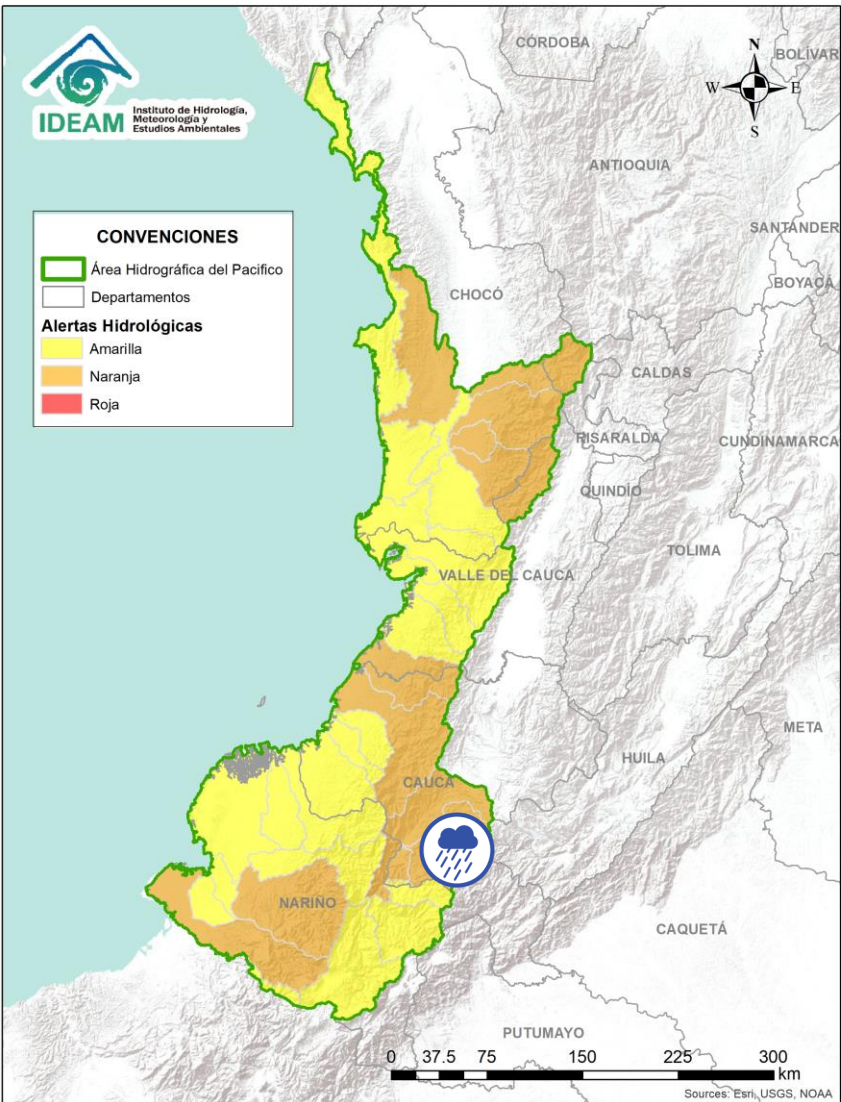 IDEAM
Instituto de Hidrología,
Meteorología y
Estudios Ambientales
CÓRDOBA
BOLÍVAR
N
W
E
S
ANTIOQUIA
SANTANDER
CONVENCIONES
Área Hidrográfica del Pacifico
Departamentos
Alertas Hidrológicas
Amarilla
Naranja
Roja
BOYACÁ
CHOCÓ
CALDAS
RISARALDA
CUNDINAMARCA
QUINDÍO
TOLIMA
VALLE DEL CAUCA
META
HUILA
CAUCA
NARIÑO
CAQUETÁ
PUTUMAYO
0 37.5 75 150 225 300
km
Sources: Esri, USGS, NOAA